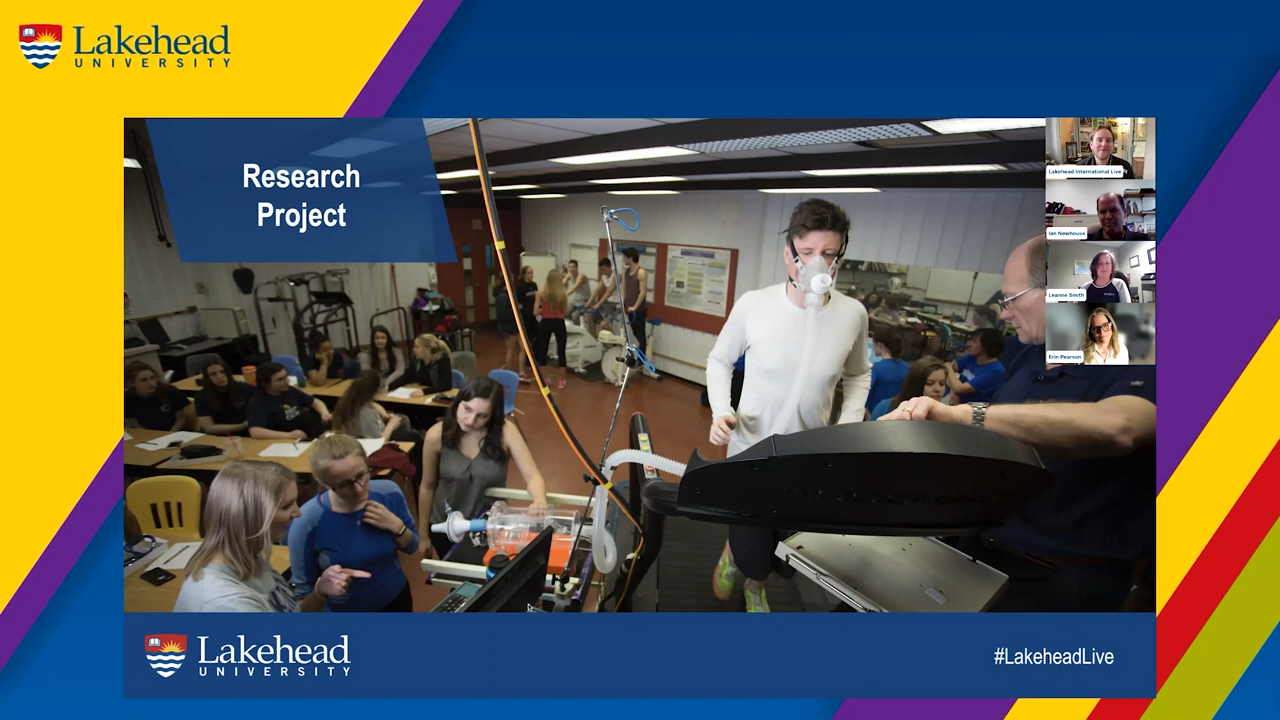 Lakehead
UNIVERSITY
Research
Project
Lakehead International Live
Ian Newhouse
Leanne Smith
Erin Pearson
Lakehead
UNIVERSITY
#LakeheadLive